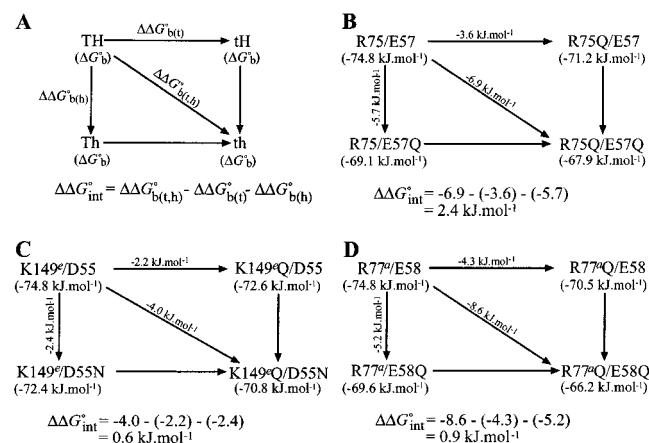 A
ΔΔG°b(t)
TH tH
(ΔG°b) (ΔG°b)
ΔΔG°b(h)
ΔΔG°b(t,h)
Th th
(ΔG°b) (ΔG°b)
ΔΔG°int = ΔΔG°b(t,h) - ΔΔG°b(t) - ΔΔG°b(h)
B
R75/E57 -3.6 kJ.mol-1 R75Q/E57
(-74.8 kJ.mol-1) (-71.2 kJ.mol-1)
-5.7 kJ.mol-1
-6.9 kJ.mol-1
R75/E57Q R75Q/E57Q
(-69.1 kJ.mol-1) (-67.9 kJ.mol-1)
ΔΔG°int = -6.9 - (-3.6) - (-5.7)
= 2.4 kJ.mol-1
C
K149e/D55 -2.2 kJ.mol-1 K149eQ/D55
(-74.8 kJ.mol-1) (-72.6 kJ.mol-1)
-2.4 kJ.mol-1
-4.0 kJ.mol-1
K149e/D55N K149eQ/D55N
(-72.4 kJ.mol-1) (-70.8 kJ.mol-1)
ΔΔG°int = -4.0 - (-2.2) - (-2.4)
= 0.6 kJ.mol-1
D
R77a/E58 -4.3 kJ.mol-1 R77aQ/E58
(-74.8 kJ.mol-1) (-70.5 kJ.mol-1)
-5.2 kJ.mol-1
-8.6 kJ.mol-1
R77a/E58Q R77aQ/E58Q
(-69.6 kJ.mol-1) (-66.2 kJ.mol-1)
ΔΔG°int = -8.6 - (-4.3) - (-5.2)
= 0.9 kJ.mol-1